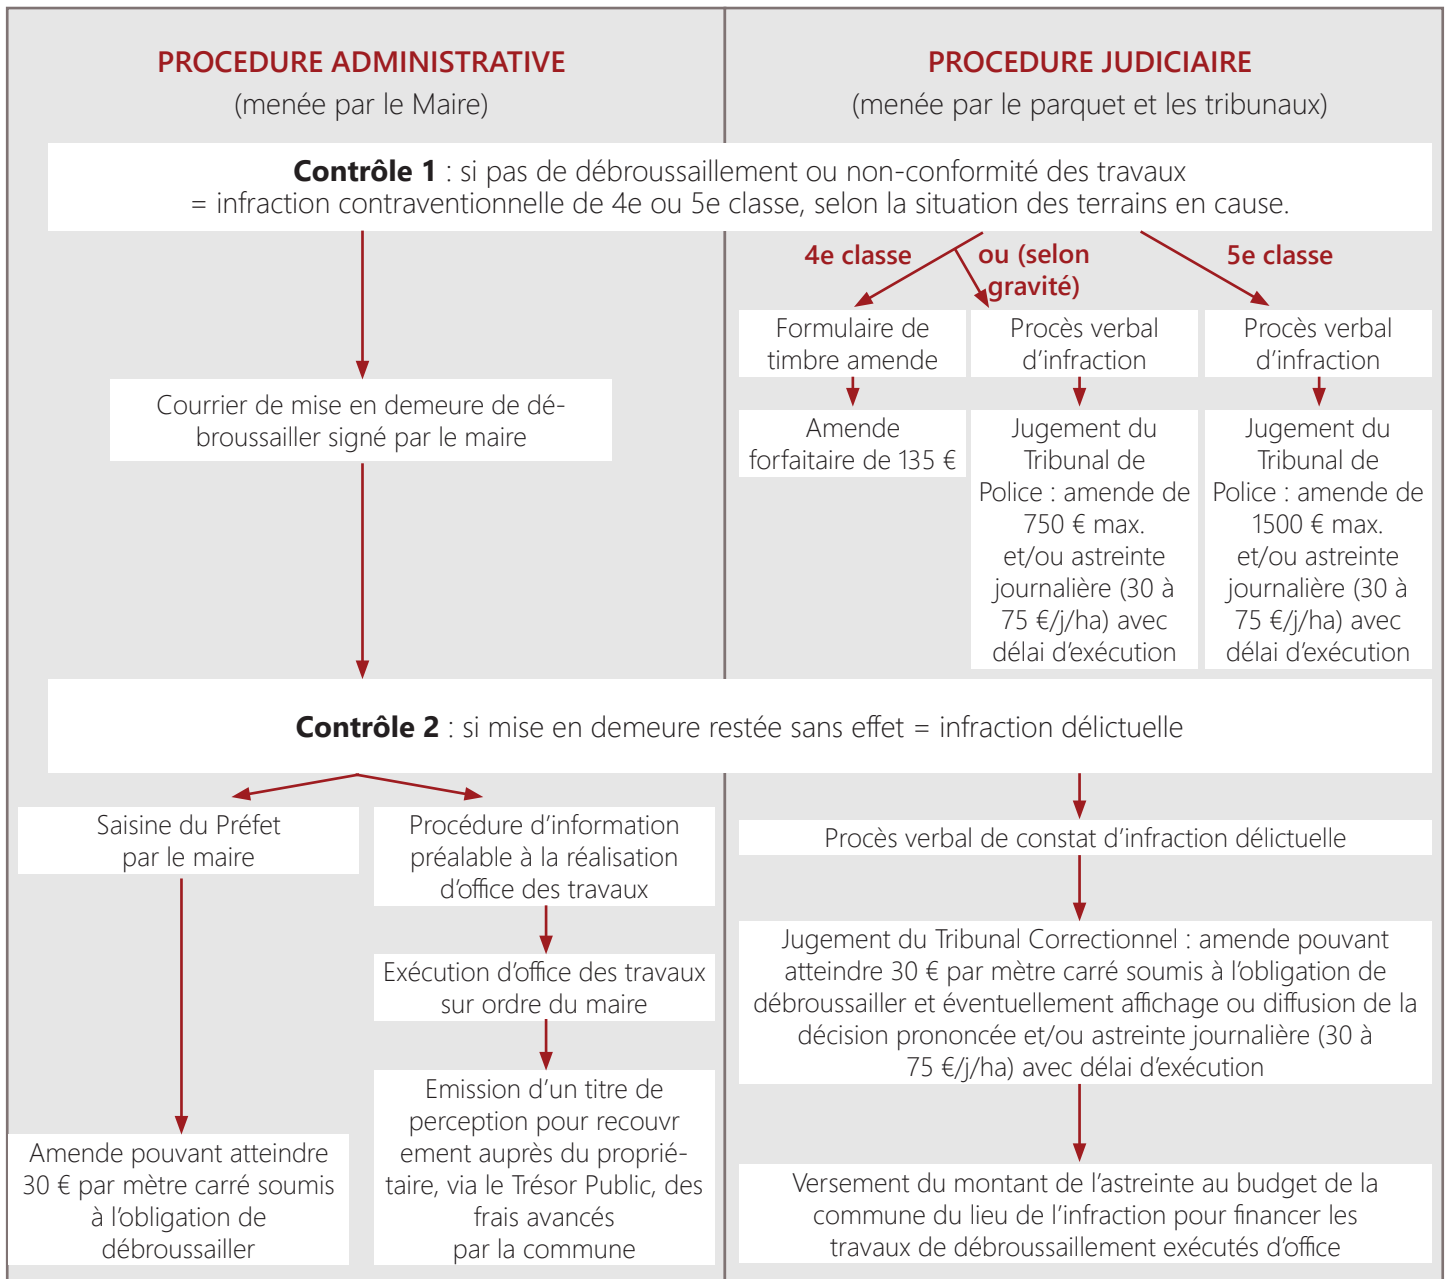 PROCEDURE ADMINISTRATIVE
(menée par le Maire)
PROCEDURE JUDICIAIRE
(menée par le parquet et les tribunaux)
Contrôle 1 : si pas de débroussaillement ou non-conformité des travaux
= infraction contraventionnelle de 4e ou 5e classe, selon la situation des terrains en cause.
4e classe
ou (selon
gravité)
5e classe
Courrier de mise en demeure de dé-
broussailler signé par le maire
Formulaire de
timbre amende
Procès verbal
d'infraction
Procès verbal
d'infraction
Amende
forfaitaire de 135 €
Jugement du
Tribunal de
Police : amende de
750 € max.
et/ou astreinte
journalière (30 à
75 €/j/ha) avec
délai d'exécution
Jugement du
Tribunal de
Police : amende de
1500 € max.
et/ou astreinte
journalière (30 à
75 €/j/ha) avec
délai d'exécution
Contrôle 2 : si mise en demeure restée sans effet = infraction délictuelle
Saisine du Préfet
par le maire
Amende pouvant atteindre
30 € par mètre carré soumis
à l'obligation de
débroussailler
Procédure d'information
préalable à la réalisation
d'office des travaux
Exécution d'office des travaux
sur ordre du maire
Emission d'un titre de
perception pour recouvr
ement auprès du proprié-
taire, via le Trésor Public, des
frais avancés
par la commune
Procès verbal de constat d'infraction délictuelle
Jugement du Tribunal Correctionnel : amende pouvant
atteindre 30 € par mètre carré soumis à l'obligation de
débroussailler et éventuellement affichage ou diffusion de la
décision prononcée et/ou astreinte journalière (30 à
75 €/j/ha) avec délai d'exécution
Versement du montant de l'astreinte au budget de la
commune du lieu de l'infraction pour financer les
travaux de débroussaillement exécutés d'office